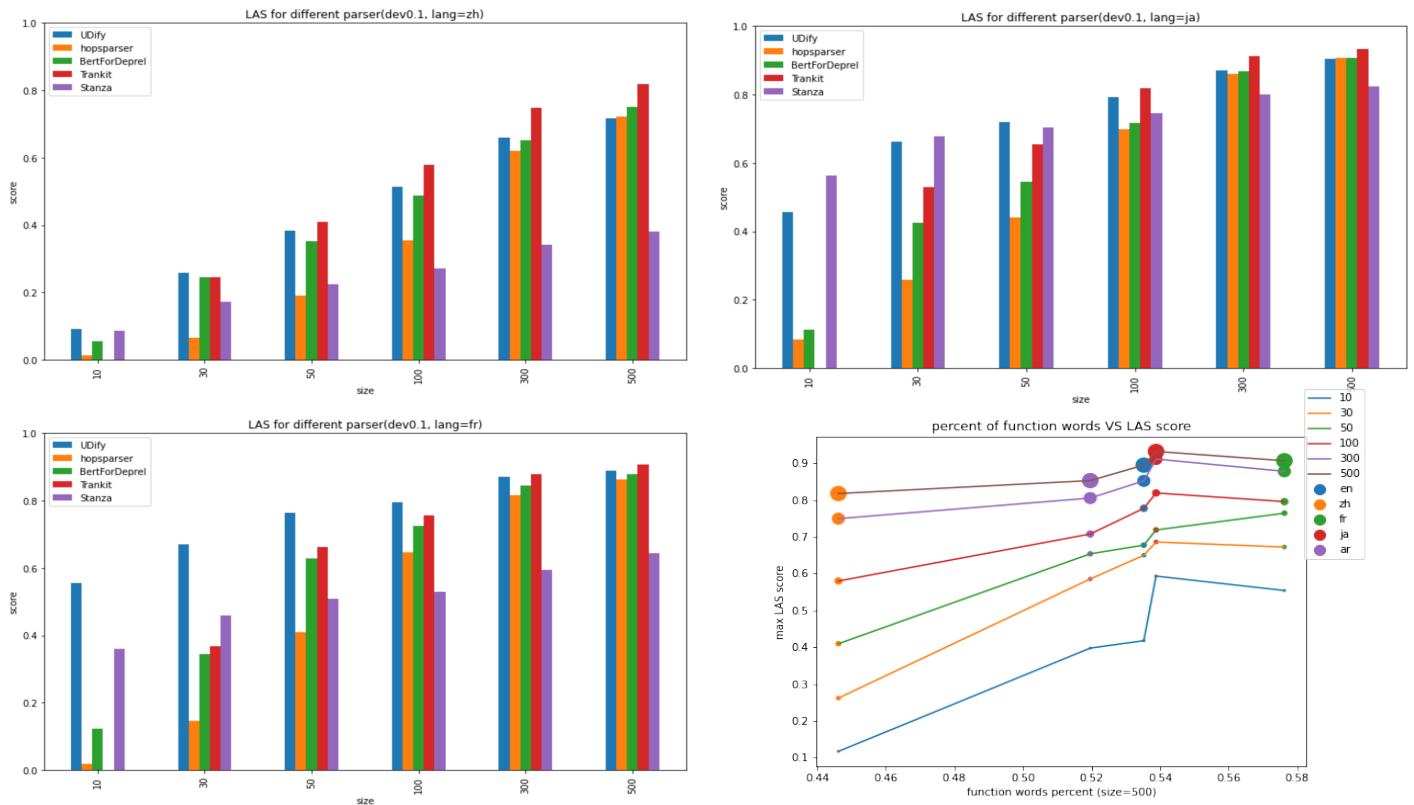 LAS for different parser(dev0.1, lang=zh)
1.0
0.8
0.6
0.4
0.2
0.0
score
UDify
hopsparser
BertForDeprel
Trankit
Stanza
10
30
50
100
300
500
size
LAS for different parser(dev0.1, lang=ja)
1.0
0.8
0.6
0.4
0.2
0.0
score
UDify
hopsparser
BertForDeprel
Trankit
Stanza
10
30
50
100
300
size
LAS for different parser(dev0.1, lang=fr)
1.0
0.8
0.6
0.4
0.2
0.0
score
UDify
hopsparser
BertForDeprel
Trankit
Stanza
10
30
50
100
300
500
size
percent of function words VS LAS score
0.9
0.8
0.7
0.6
0.5
0.4
0.3
0.2
0.1
max LAS score
10
30
50
100
300
500
en
zh
fr
ja
ar
0.44 0.46 0.48 0.50 0.52 0.54 0.56 0.58
function words percent (size=500)